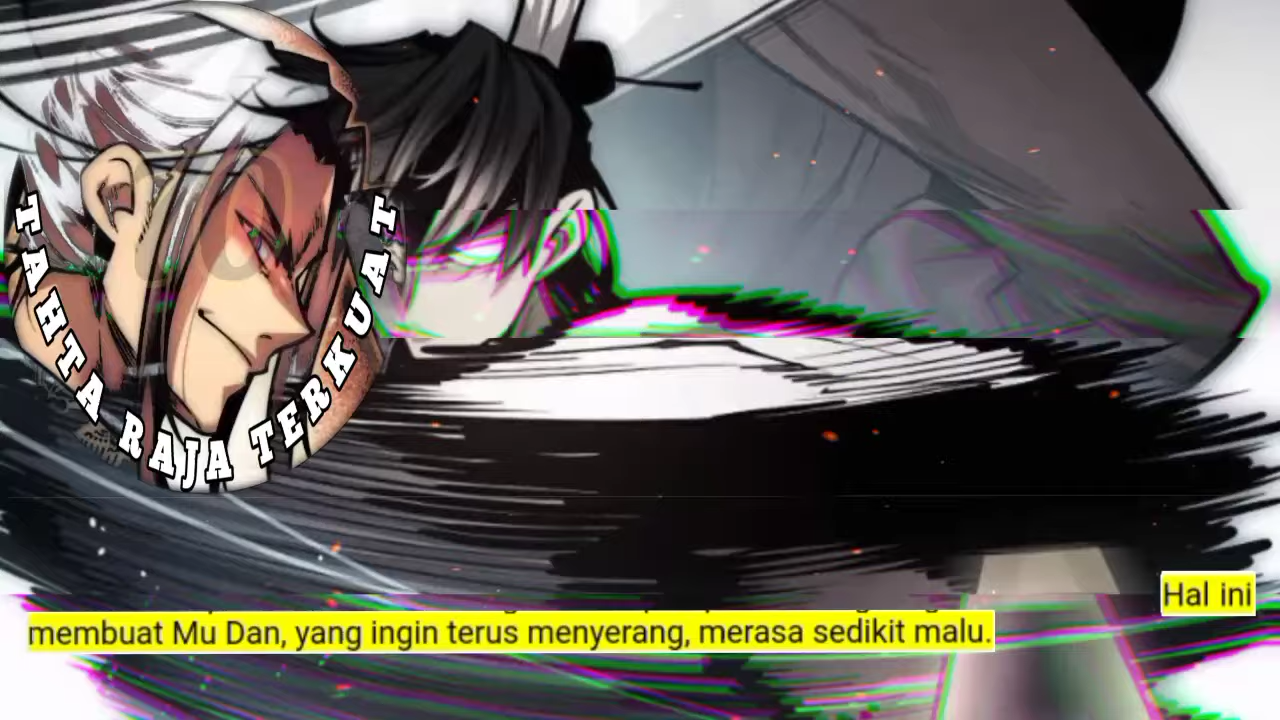 TAHTA RAJA TERKUAT
Hal ini
membuat Mu Dan, yang ingin terus menyerang, merasa sedikit malu.